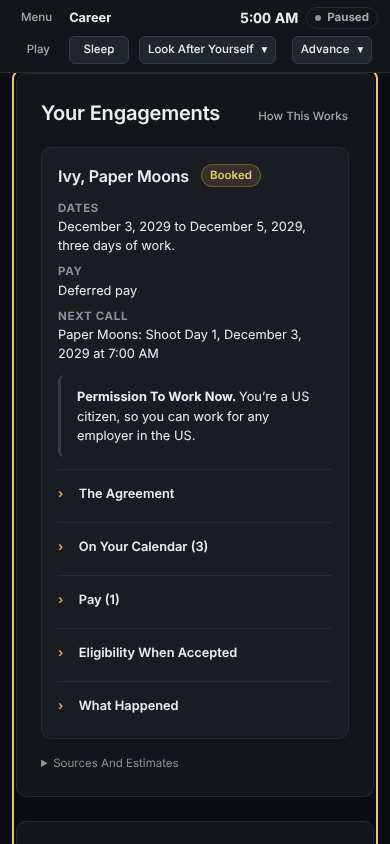 Menu Career 5:00 AM Paused
Play Sleep Look After Yourself ▾ Advance ▾
Your Engagements How This Works
Ivy, Paper Moons Booked
DATES
December 3, 2029 to December 5, 2029,
three days of work.
PAY
Deferred pay
NEXT CALL
Paper Moons: Shoot Day 1, December 3,
2029 at 7:00 AM
Permission To Work Now. You’re a US
citizen, so you can work for any
employer in the US.
› The Agreement
› On Your Calendar (3)
› Pay (1)
› Eligibility When Accepted
› What Happened
▶ Sources And Estimates